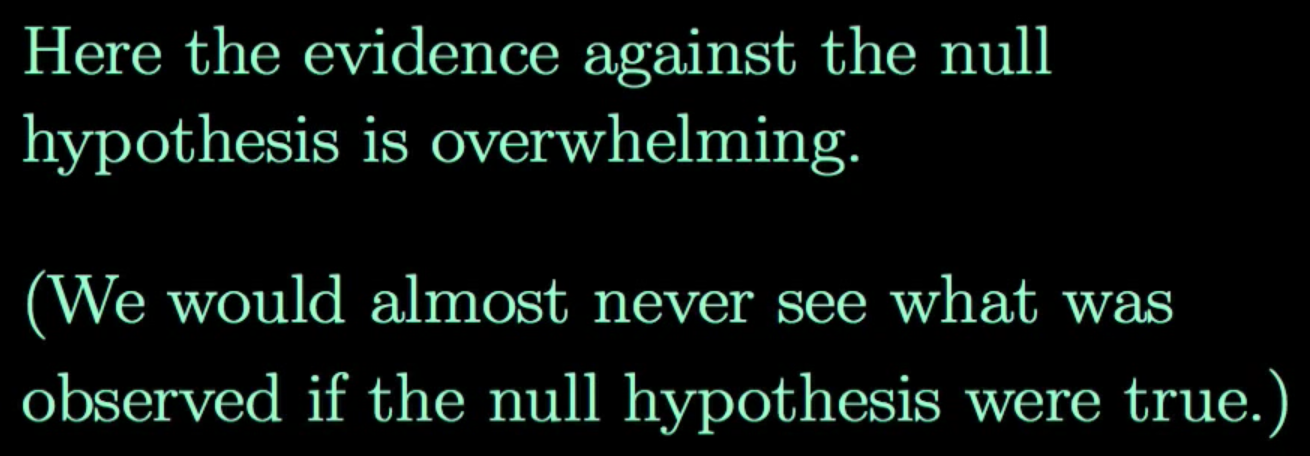 Here the evidence against the null
hypothesis is overwhelming.
(We would almost never see what was
observed if the null hypothesis were true.)